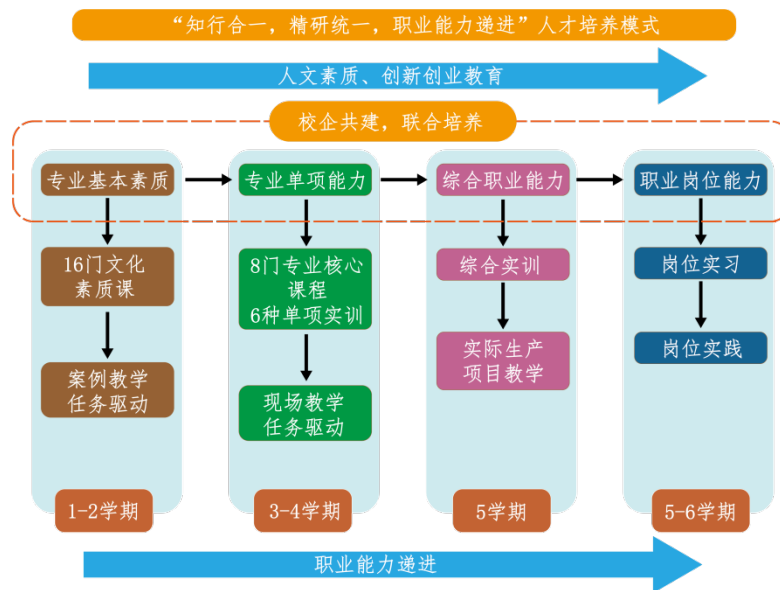 “知行合一，精研统一，职业能力递进”人才培养模式
人文素质、创新创业教育
校企共建，联合培养
专业基本素质
专业单项能力
综合职业能力
职业岗位能力
16门文化
素质课
8门专业核心
课程
6种单项实训
综合实训
岗位实习
案例教学
任务驱动
现场教学
任务驱动
实际生产
项目教学
岗位实践
1-2学期
3-4学期
5学期
5-6学期
职业能力递进